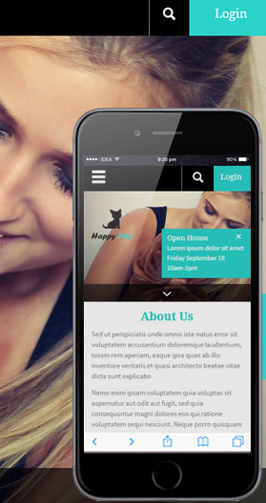 Login
IDEA
9:20 pm
90%
Login
Happy
Open House ×
Lorem ipsum dolor sit amet
Friday September 18
10am-2pm
About Us
Sed ut perspiciatis unde omnis iste natus error sit
voluptatem accusantium doloremque laudantium,
totam rem aperiam, eaque ipsa quae ab illo
inventore veritatis et quasi architecto beatae vitae
dicta sunt explicabo
Nemo enim ipsam voluptatem quia voluptas sit
aspernatur aut odit aut fugit, sed quia
consequuntur magni dolores eos qui ratione
voluptatem sequi nesciunt. Neque porro quisquam